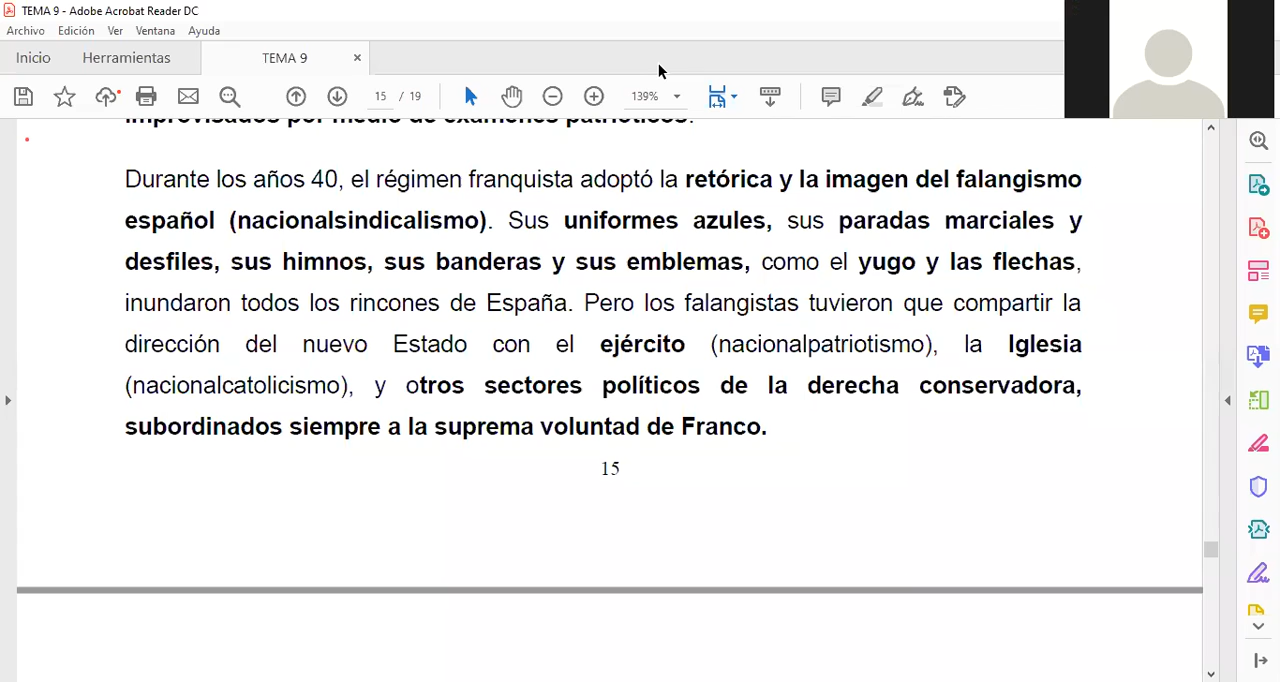 TEMA 9 - Adobe Acrobat Reader DC
Archivo Edición Ver Ventana Ayuda
Inicio Herramientas TEMA 9 ×
15 / 19 139%
improvisados por medio de exámenes patrióticos.
Durante los años 40, el régimen franquista adoptó la retórica y la imagen del falangismo
español (nacionalsindicalismo). Sus uniformes azules, sus paradas marciales y
desfiles, sus himnos, sus banderas y sus emblemas, como el yugo y las flechas,
inundaron todos los rincones de España. Pero los falangistas tuvieron que compartir la
dirección del nuevo Estado con el ejército (nacionalpatriotismo), la Iglesia
(nacionalcatolicismo), y otros sectores políticos de la derecha conservadora,
subordinados siempre a la suprema voluntad de Franco.
15